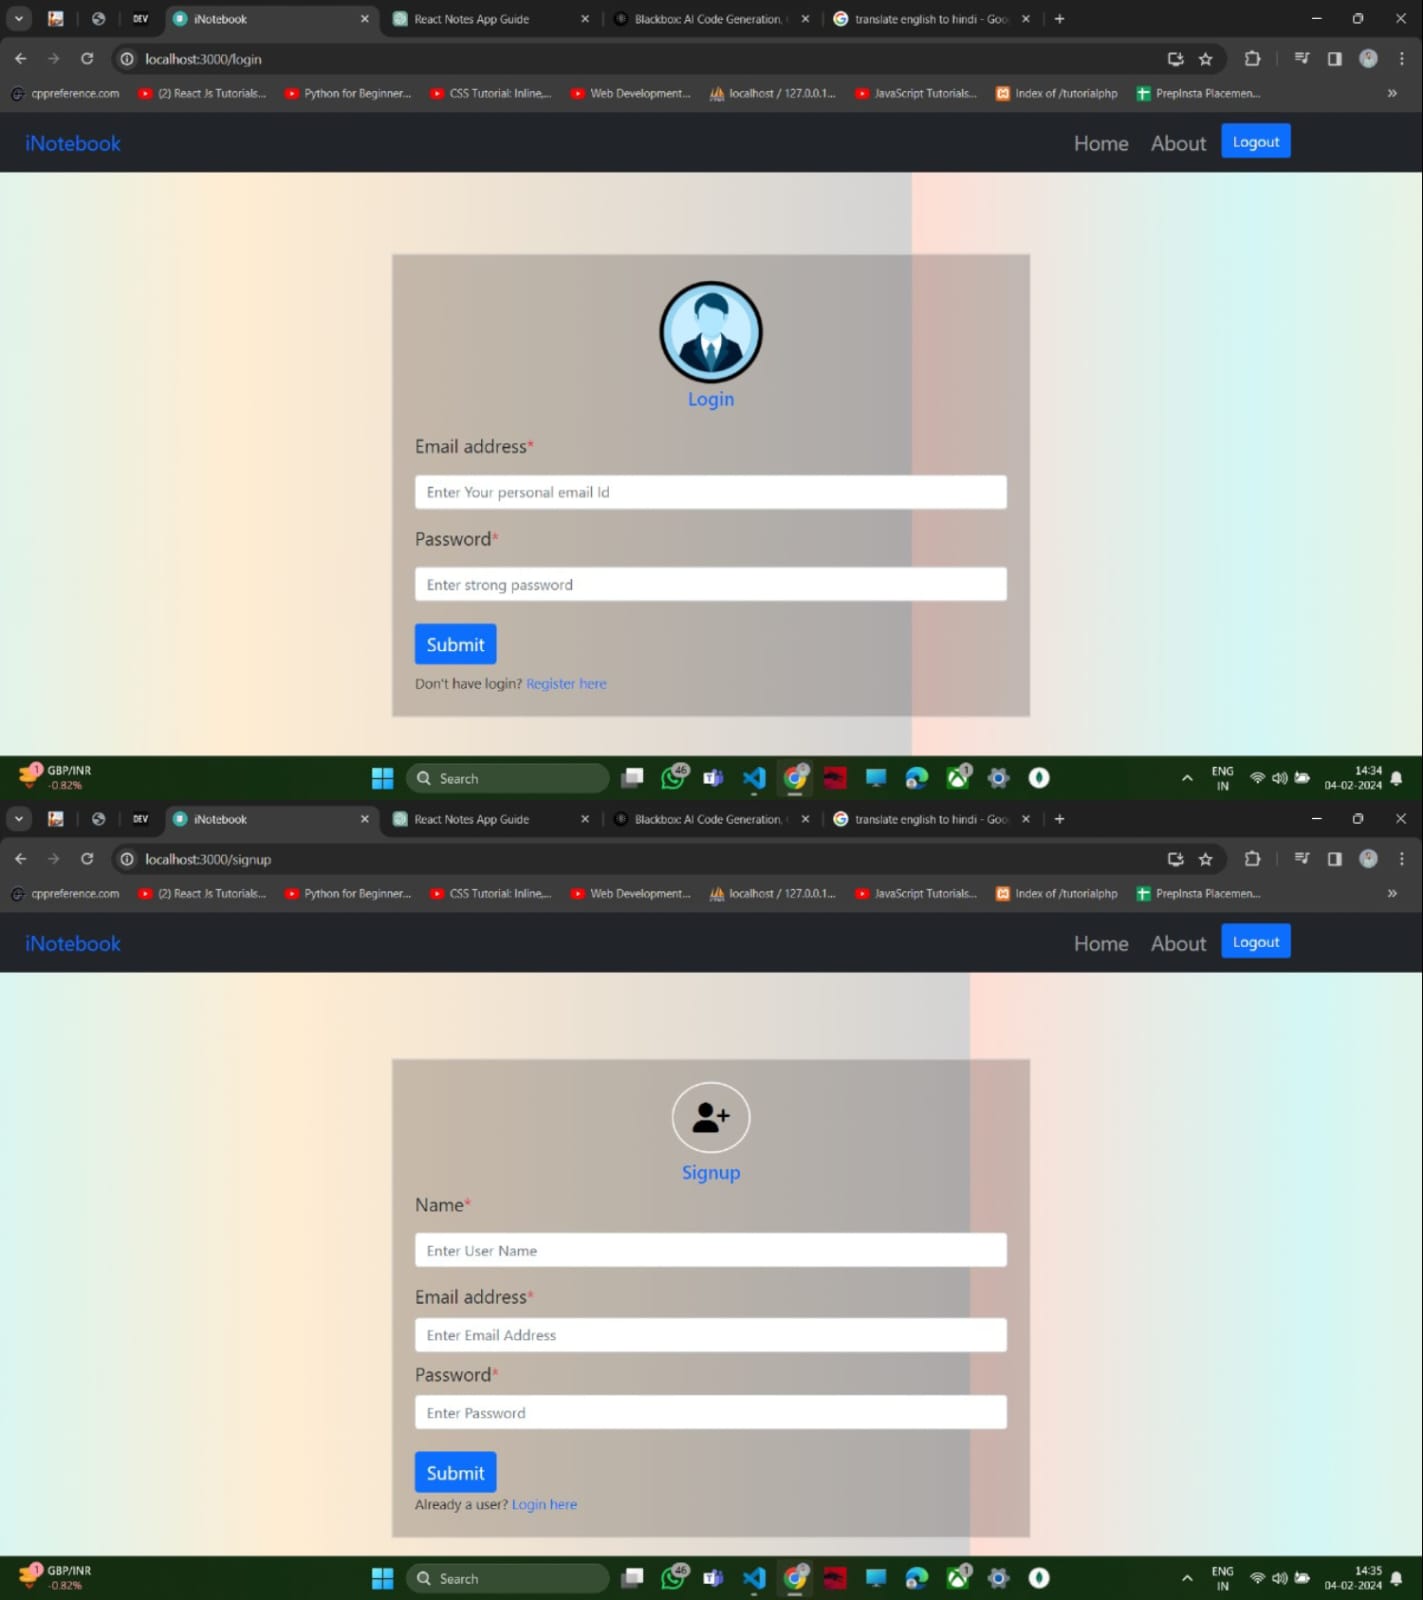 DEV
iNotebook
React Notes App Guide
Blackbox: AI Code Generation,
translate english to hindi - Goo
localhost:3000/login
cppreference.com
(2) React Js Tutorials...
Python for Beginner...
CSS Tutorial: Inline,...
Web Development...
localhost / 127.0.0.1...
JavaScript Tutorials...
Index of /tutorialphp
PrepInsta Placemen...
iNotebook
Home
About
Logout
Login
Email address*
Enter Your personal email Id
Password*
Enter strong password
Submit
Don't have login? Register here
1
GBP/INR
-0.82%
Search
46
1
ENG
IN
14:34
04-02-2024
DEV
iNotebook
React Notes App Guide
Blackbox: AI Code Generation,
translate english to hindi - Goo
localhost:3000/signup
cppreference.com
(2) React Js Tutorials...
Python for Beginner...
CSS Tutorial: Inline,...
Web Development...
localhost / 127.0.0.1...
JavaScript Tutorials...
Index of /tutorialphp
PrepInsta Placemen...
iNotebook
Home
About
Logout
Signup
Name*
Enter User Name
Email address*
Enter Email Address
Password*
Enter Password
Submit
Already a user? Login here
1
GBP/INR
-0.82%
Search
46
1
ENG
IN
14:35
04-02-2024